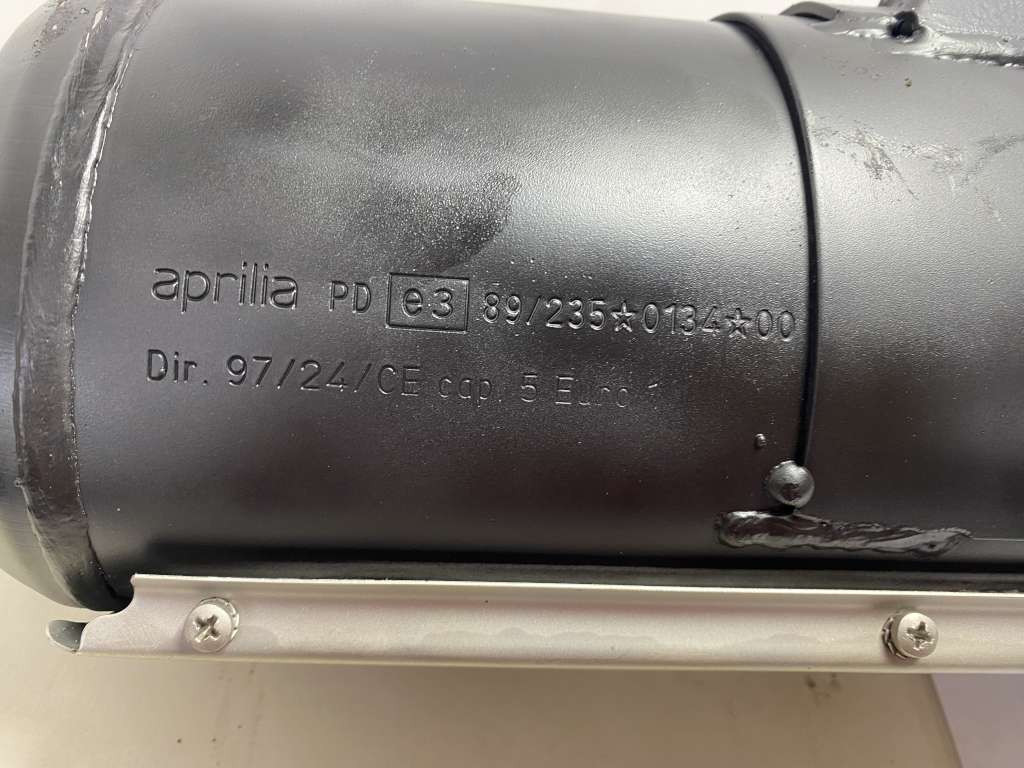 aprilia PD e3 89/235☆0134☆00
Dir. 97/24/CE cap. 5 Euro 1